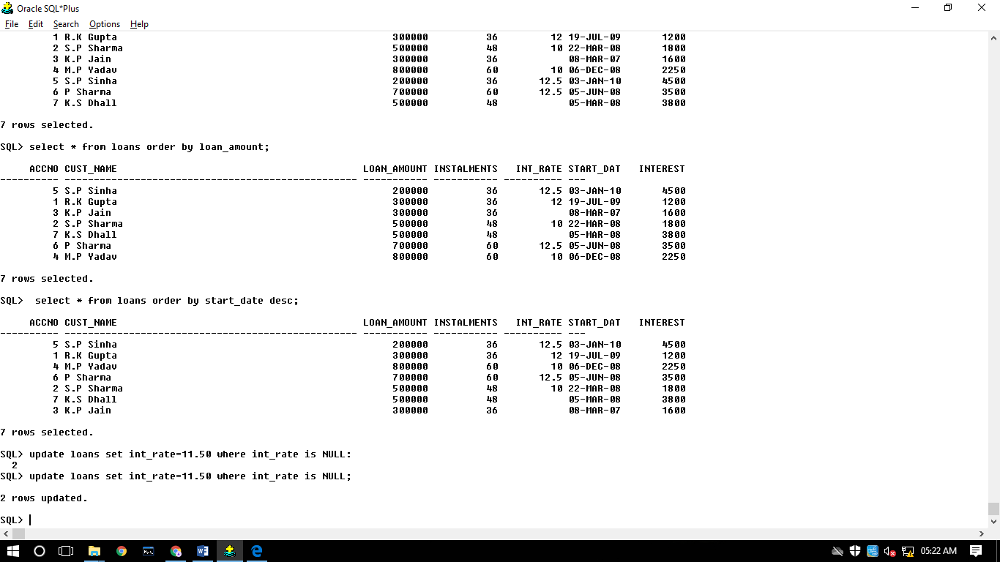 Oracle SQL*Plus
File Edit Search Options Help
1 R.K Gupta 300000 36 12 19-JUL-09 1200
2 S.P Sharma 500000 48 10 22-MAR-08 1800
3 K.P Jain 300000 36 08-MAR-07 1600
4 M.P Yadav 800000 60 10 06-DEC-08 2250
5 S.P Sinha 200000 36 12.5 03-JAN-10 4500
6 P Sharma 700000 60 12.5 05-JUN-08 3500
7 K.S Dhall 500000 48 05-MAR-08 3800
7 rows selected.
SQL> select * from loans order by loan_amount;
ACCNO CUST_NAME LOAN_AMOUNT INSTALMENTS INT_RATE START_DAT INTEREST
---------- -------------------------------------------------- ----------- ----------- ---------- ---
5 S.P Sinha 200000 36 12.5 03-JAN-10 4500
1 R.K Gupta 300000 36 12 19-JUL-09 1200
3 K.P Jain 300000 36 08-MAR-07 1600
2 S.P Sharma 500000 48 10 22-MAR-08 1800
7 K.S Dhall 500000 48 05-MAR-08 3800
6 P Sharma 700000 60 12.5 05-JUN-08 3500
4 M.P Yadav 800000 60 10 06-DEC-08 2250
7 rows selected.
SQL>  select * from loans order by start_date desc;
ACCNO CUST_NAME LOAN_AMOUNT INSTALMENTS INT_RATE START_DAT INTEREST
---------- -------------------------------------------------- ----------- ----------- ---------- ---
5 S.P Sinha 200000 36 12.5 03-JAN-10 4500
1 R.K Gupta 300000 36 12 19-JUL-09 1200
4 M.P Yadav 800000 60 10 06-DEC-08 2250
6 P Sharma 700000 60 12.5 05-JUN-08 3500
2 S.P Sharma 500000 48 10 22-MAR-08 1800
7 K.S Dhall 500000 48 05-MAR-08 3800
3 K.P Jain 300000 36 08-MAR-07 1600
7 rows selected.
SQL> update loans set int_rate=11.50 where int_rate is NULL:
2
SQL> update loans set int_rate=11.50 where int_rate is NULL;
2 rows updated.
SQL>
05:22 AM